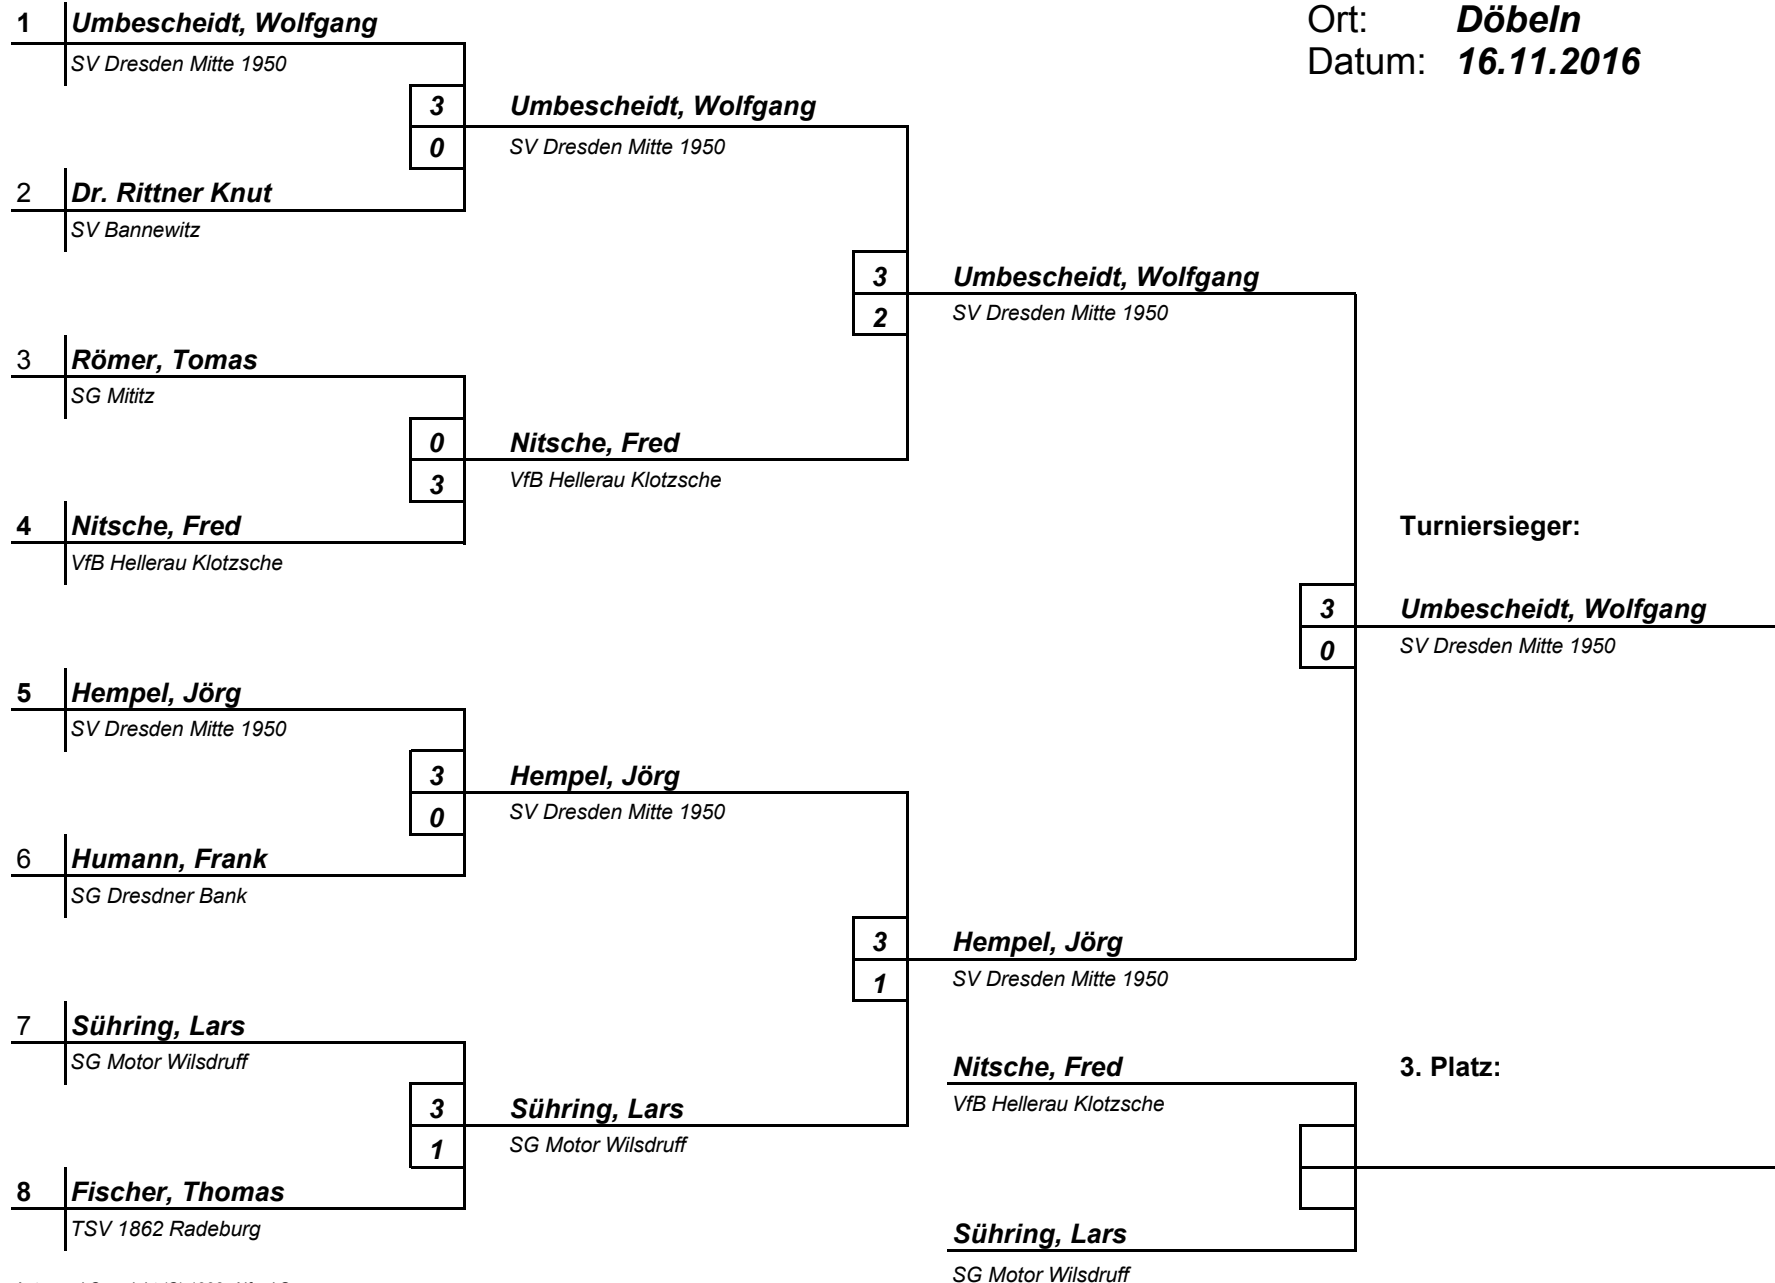 1 Umbescheidt, Wolfgang
Ort: Döbeln
SV Dresden Mitte 1950
Datum: 16.11.2016
3 Umbescheidt, Wolfgang
0 SV Dresden Mitte 1950
2 Dr. Rittner Knut
SV Bannewitz
3 Umbescheidt, Wolfgang
2 SV Dresden Mitte 1950
3 Römer, Tomas
SG Mititz
0 Nitsche, Fred
3 VfB Hellerau Klotzsche
4 Nitsche, Fred
VfB Hellerau Klotzsche
Turniersieger:
3 Umbescheidt, Wolfgang
0 SV Dresden Mitte 1950
5 Hempel, Jörg
SV Dresden Mitte 1950
3 Hempel, Jörg
0 SV Dresden Mitte 1950
6 Humann, Frank
SG Dresdner Bank
3 Hempel, Jörg
1 SV Dresden Mitte 1950
7 Sühring, Lars
SG Motor Wilsdruff
Nitsche, Fred
VfB Hellerau Klotzsche
3. Platz:
3 Sühring, Lars
1 SG Motor Wilsdruff
8 Fischer, Thomas
TSV 1862 Radeburg
Sühring, Lars
SG Motor Wilsdruff